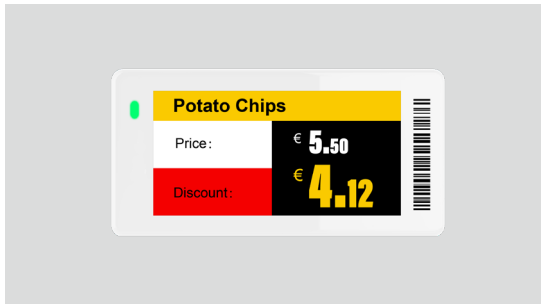 Potato Chips
Price: € 5.50
Discount: € 4.12